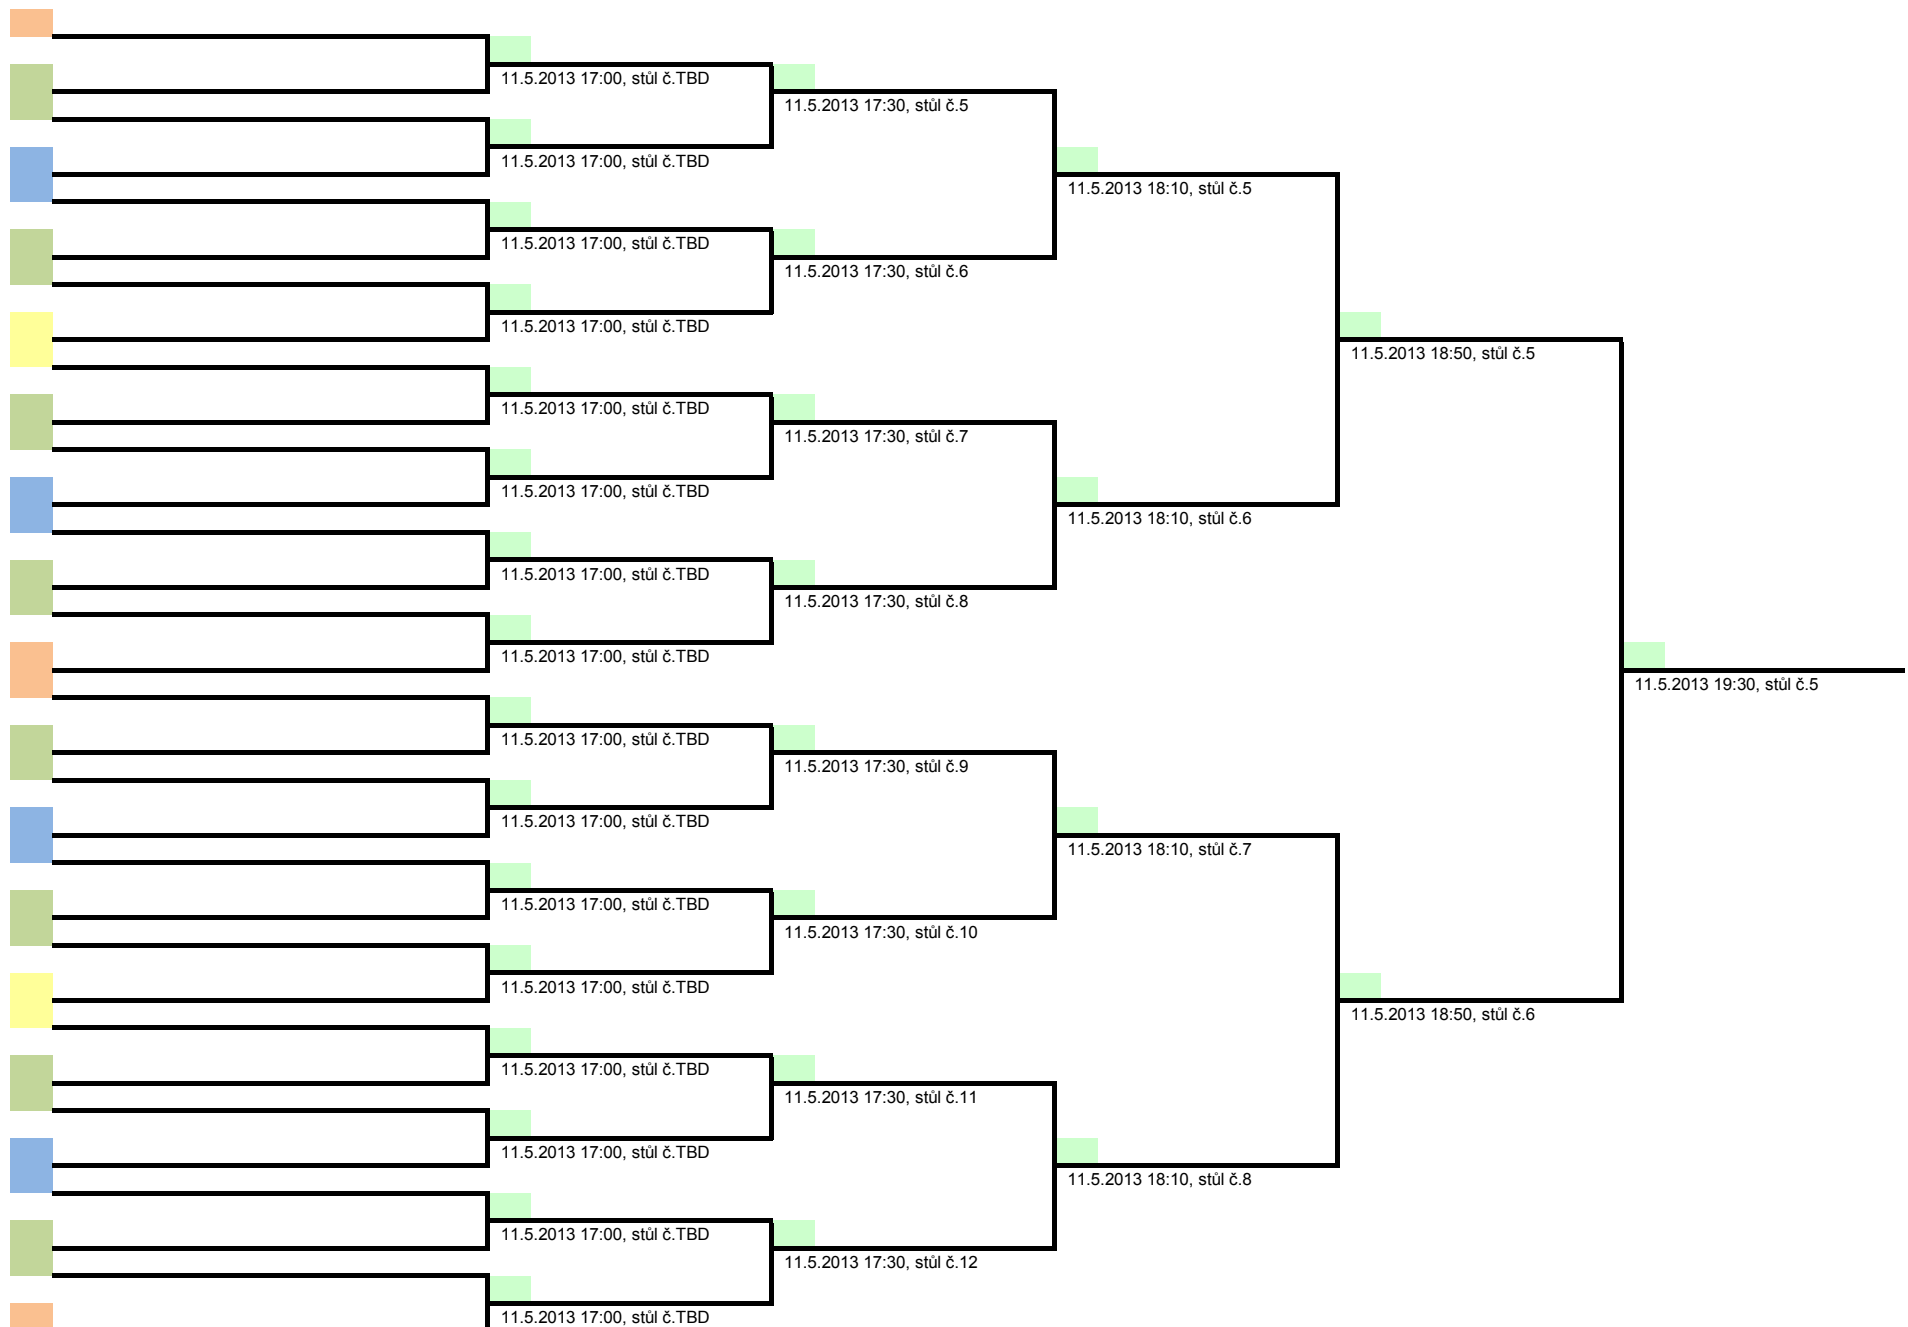 11.5.2013 17:00, stůl č.TBD
11.5.2013 17:30, stůl č.5
11.5.2013 17:00, stůl č.TBD
11.5.2013 18:10, stůl č.5
11.5.2013 17:00, stůl č.TBD
11.5.2013 17:30, stůl č.6
11.5.2013 17:00, stůl č.TBD
11.5.2013 18:50, stůl č.5
11.5.2013 17:00, stůl č.TBD
11.5.2013 17:30, stůl č.7
11.5.2013 17:00, stůl č.TBD
11.5.2013 18:10, stůl č.6
11.5.2013 17:00, stůl č.TBD
11.5.2013 17:30, stůl č.8
11.5.2013 17:00, stůl č.TBD
11.5.2013 19:30, stůl č.5
11.5.2013 17:00, stůl č.TBD
11.5.2013 17:30, stůl č.9
11.5.2013 17:00, stůl č.TBD
11.5.2013 18:10, stůl č.7
11.5.2013 17:00, stůl č.TBD
11.5.2013 17:30, stůl č.10
11.5.2013 17:00, stůl č.TBD
11.5.2013 18:50, stůl č.6
11.5.2013 17:00, stůl č.TBD
11.5.2013 17:30, stůl č.11
11.5.2013 17:00, stůl č.TBD
11.5.2013 18:10, stůl č.8
11.5.2013 17:00, stůl č.TBD
11.5.2013 17:30, stůl č.12
11.5.2013 17:00, stůl č.TBD